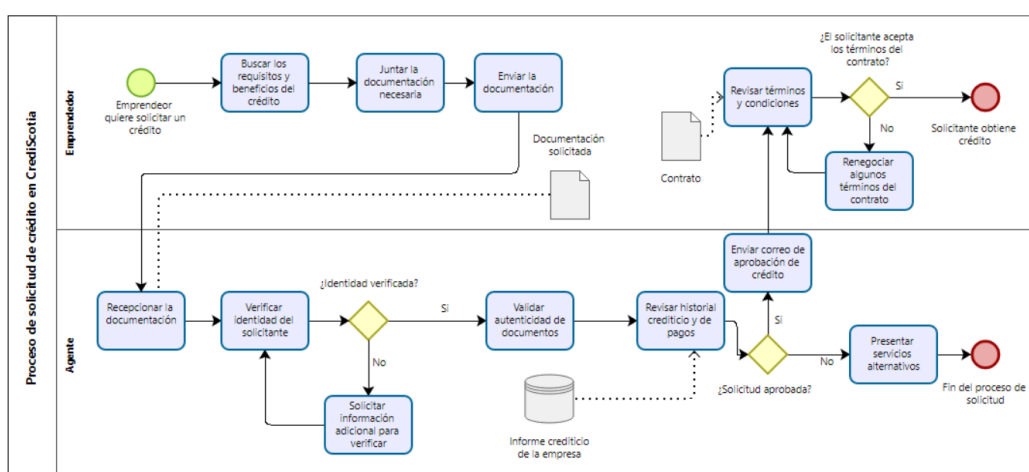 Proceso de solicitud de crédito en CrediScotia
Emprendedor
Emprendeor
quiere solicitar un
crédito
Buscar los
requisitos y
beneficios del
crédito
Juntar la
documentación
necesaria
Enviar la
documentación
Documentación
solicitada
Contrato
Revisar términos
y condiciones
¿El solicitante acepta
los términos del
contrato?
Si
No
Solicitante obtiene
crédito
Renegociar
algunos
términos del
contrato
Agente
Recepcionar la
documentación
Verificar
identidad del
solicitante
¿Identidad verificada?
Si
No
Solicitar
información
adicional para
verificar
Validar
autenticidad de
documentos
Informe crediticio
de la empresa
Revisar historial
crediticio y de
pagos
Enviar correo de
aprobación de
crédito
Si
¿Solicitud aprobada?
No
Presentar
servicios
alternativos
Fin del proceso de
solicitud